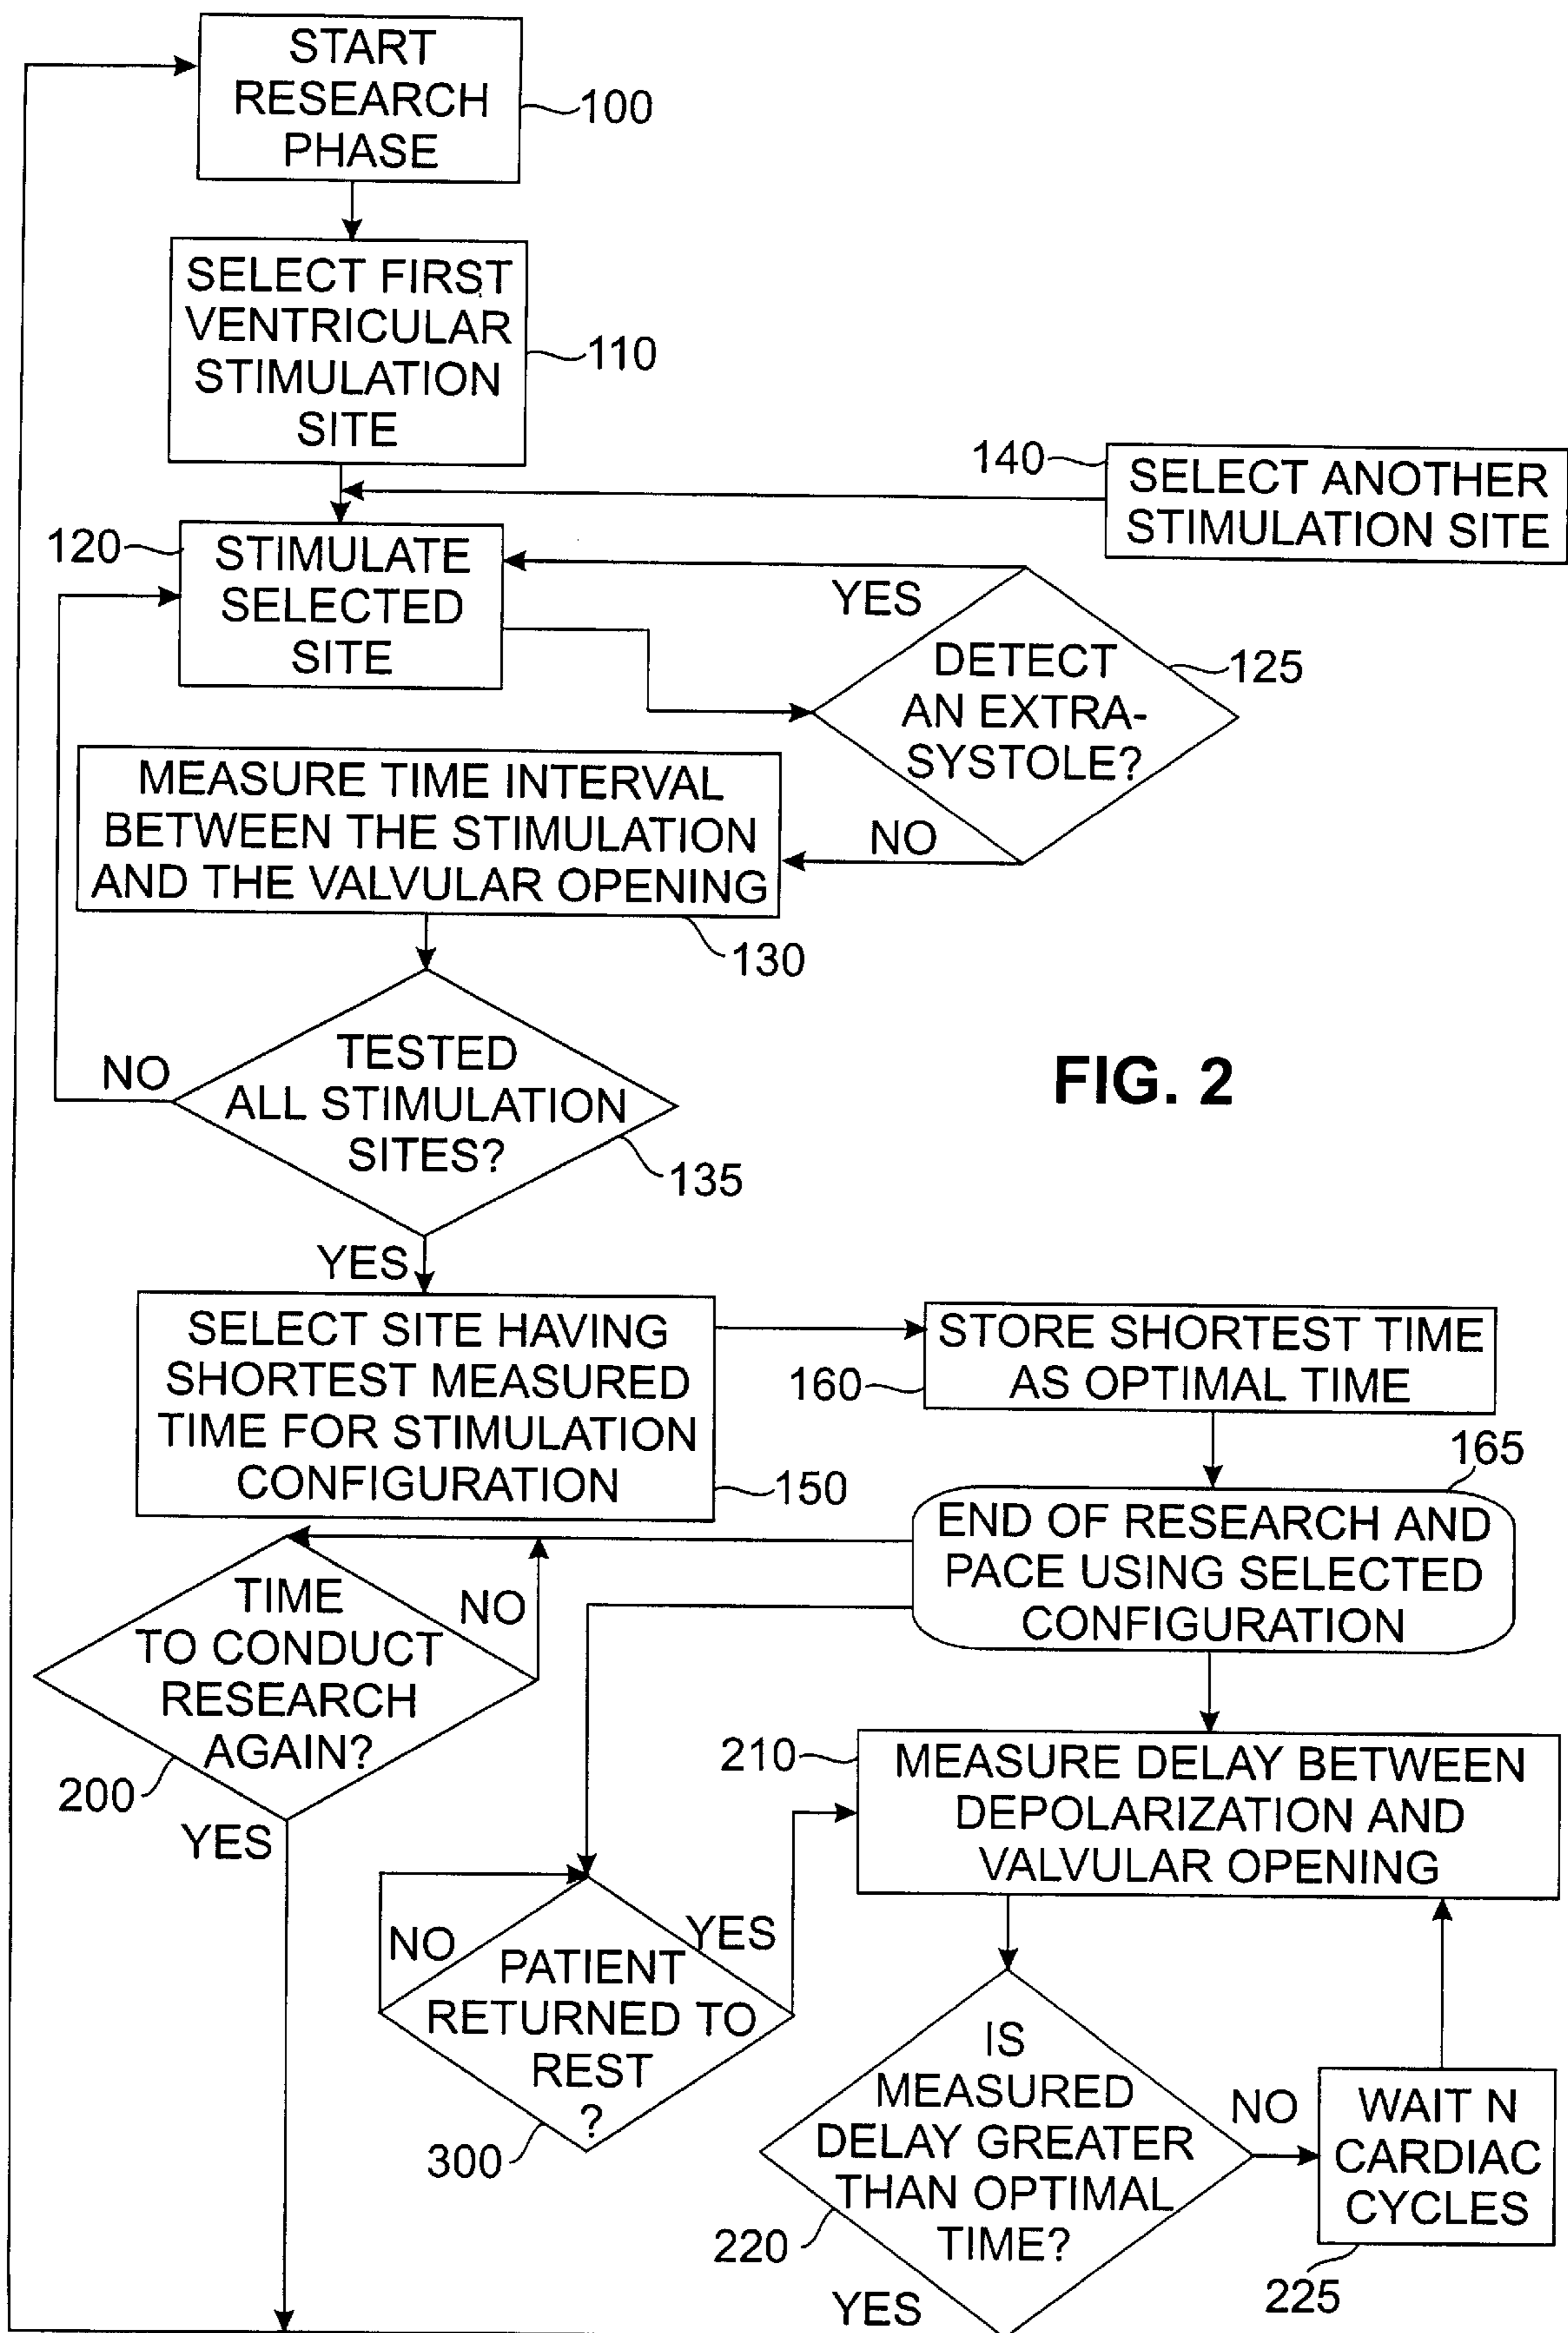 START
RESEARCH
PHASE
100
SELECT FIRST
VENTRICULAR
STIMULATION
SITE
110
140
SELECT ANOTHER
STIMULATION SITE
120
STIMULATE
SELECTED
SITE
YES
DETECT
AN EXTRA-
SYSTOLE?
125
NO
MEASURE TIME INTERVAL
BETWEEN THE STIMULATION
AND THE VALVULAR OPENING
130
TESTED
ALL STIMULATION
SITES?
NO
135
FIG. 2
YES
SELECT SITE HAVING
SHORTEST MEASURED
TIME FOR STIMULATION
CONFIGURATION
150
STORE SHORTEST TIME
AS OPTIMAL TIME
160
165
END OF RESEARCH AND
PACE USING SELECTED
CONFIGURATION
TIME
TO CONDUCT
RESEARCH
AGAIN?
NO
200
YES
210
MEASURE DELAY BETWEEN
DEPOLARIZATION AND
VALVULAR OPENING
NO
YES
PATIENT
RETURNED TO
REST
?
300
IS
MEASURED
DELAY GREATER
THAN OPTIMAL
TIME?
220
NO
WAIT N
CARDIAC
CYCLES
225
YES